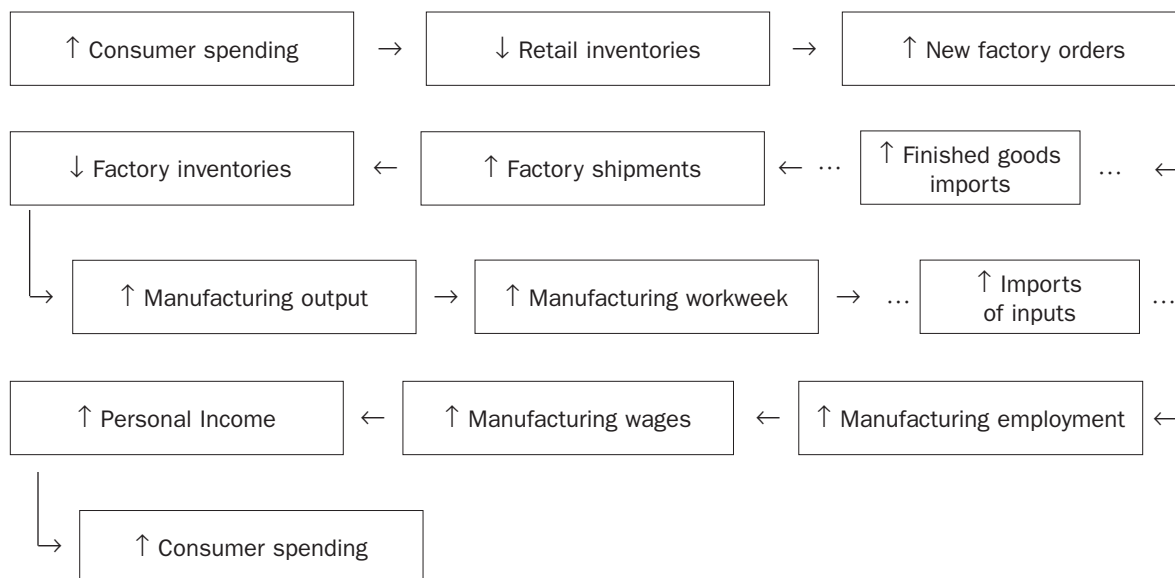 ↑ Consumer spending → ↓ Retail inventories → ↑ New factory orders
↓ Factory inventories ← ↑ Factory shipments ← ... ↑ Finished goods imports ... ←
↑ Manufacturing output → ↑ Manufacturing workweek → ... ↑ Imports of inputs ...
↑ Personal Income ← ↑ Manufacturing wages ← ↑ Manufacturing employment ←
↑ Consumer spending